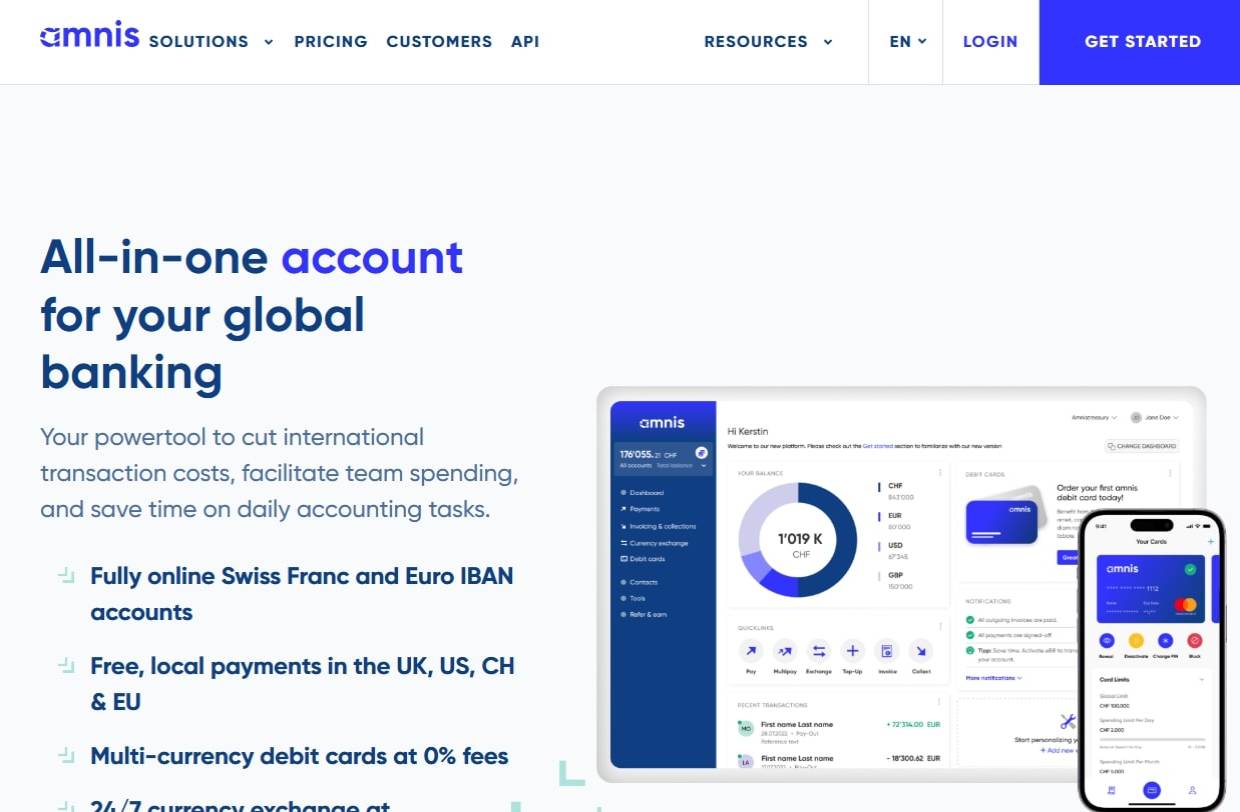 amnis SOLUTIONS PRICING CUSTOMERS API RESOURCES EN LOGIN GET STARTED
All-in-one account
for your global
banking
Your powertool to cut international
transaction costs, facilitate team spending,
and save time on daily accounting tasks.
Fully online Swiss Franc and Euro IBAN
accounts
Free, local payments in the UK, US, CH
& EU
Multi-currency debit cards at 0% fees
24/7 currency exchange at
amnis
176'055.21 CHF
All accounts Total balance
Dashboard
Payments
Invoicing & collections
Currency exchange
Debit cards
Contacts
Tools
Refer & earn
Amnistreasury Jane Doe
Hi Kerstin
Welcome to our new platform. Please check out the Get started section to familiarize with our new version
CHANGE DASHBOARD
YOUR BALANCE
1'019 K
CHF
CHF
843'000
EUR
80'000
USD
67'345
GBP
150'000
QUICKLINKS
Pay Multipay Exchange Top-Up Invoice Collect
RECENT TRANSACTIONS
MO First name Last name + 72'314.00 EUR
28.07.2022 • Pay-Out
Reference text
LA First name Last name - 18'300.62 EUR
DEBIT CARDS
amnis
Order your first amnis
debit card today!
Benefit from
Great
NOTIFICATIONS
All outgoing invoices are paid.
All payments are signed-off
Tipp: Save time. Activate eBill to
your account.
More notifications
Start personalizing
+ Add new
9:41
Your Cards
amnis
1112
Reveal Deactivate Change PIN Block
Card Limits
Global Limit
CHF 100,000
Spending Limit Per Day
CHF 2,000
Spending Limit Per Month
CHF 5,000